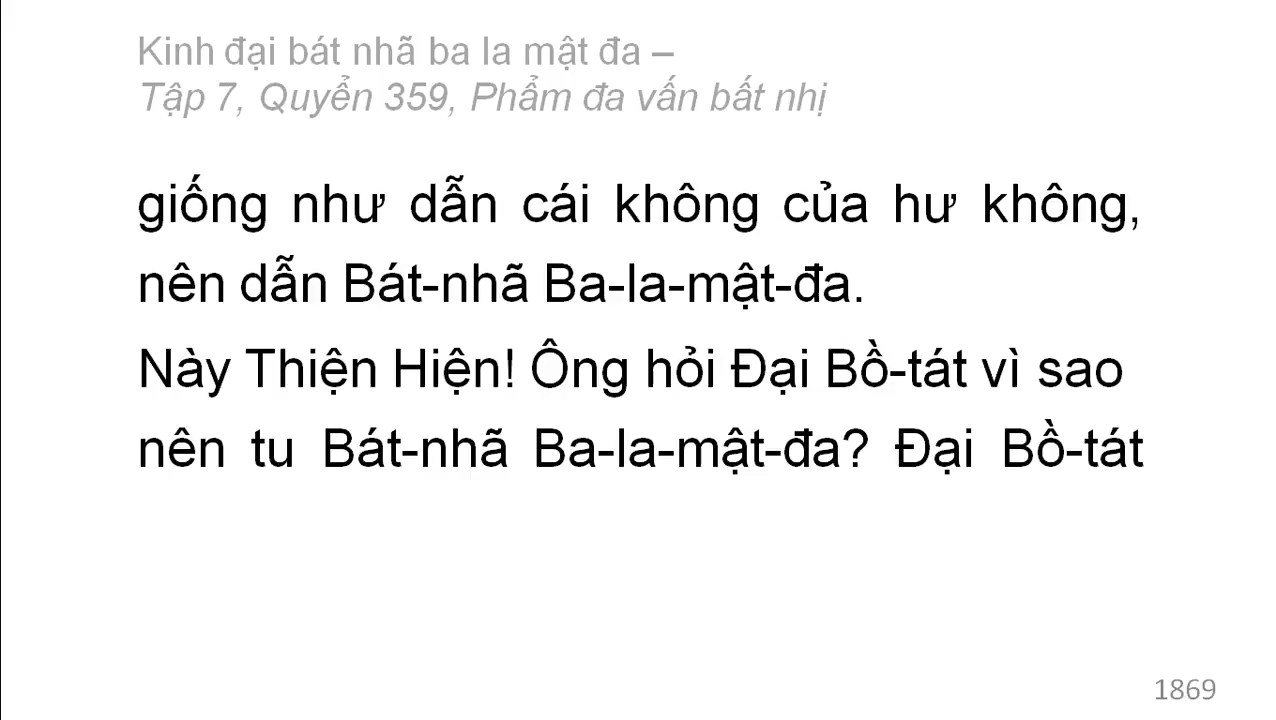 Kinh đại bát nhã ba la mật đa –
Tập 7, Quyển 359, Phẩm đa vấn bất nhị
giống như dẫn cái không của hư không,
nên dẫn Bát-nhã Ba-la-mật-đa.
Này Thiện Hiện! Ông hỏi Đại Bồ-tát vì sao
nên tu Bát-nhã Ba-la-mật-đa? Đại Bồ-tát
1869